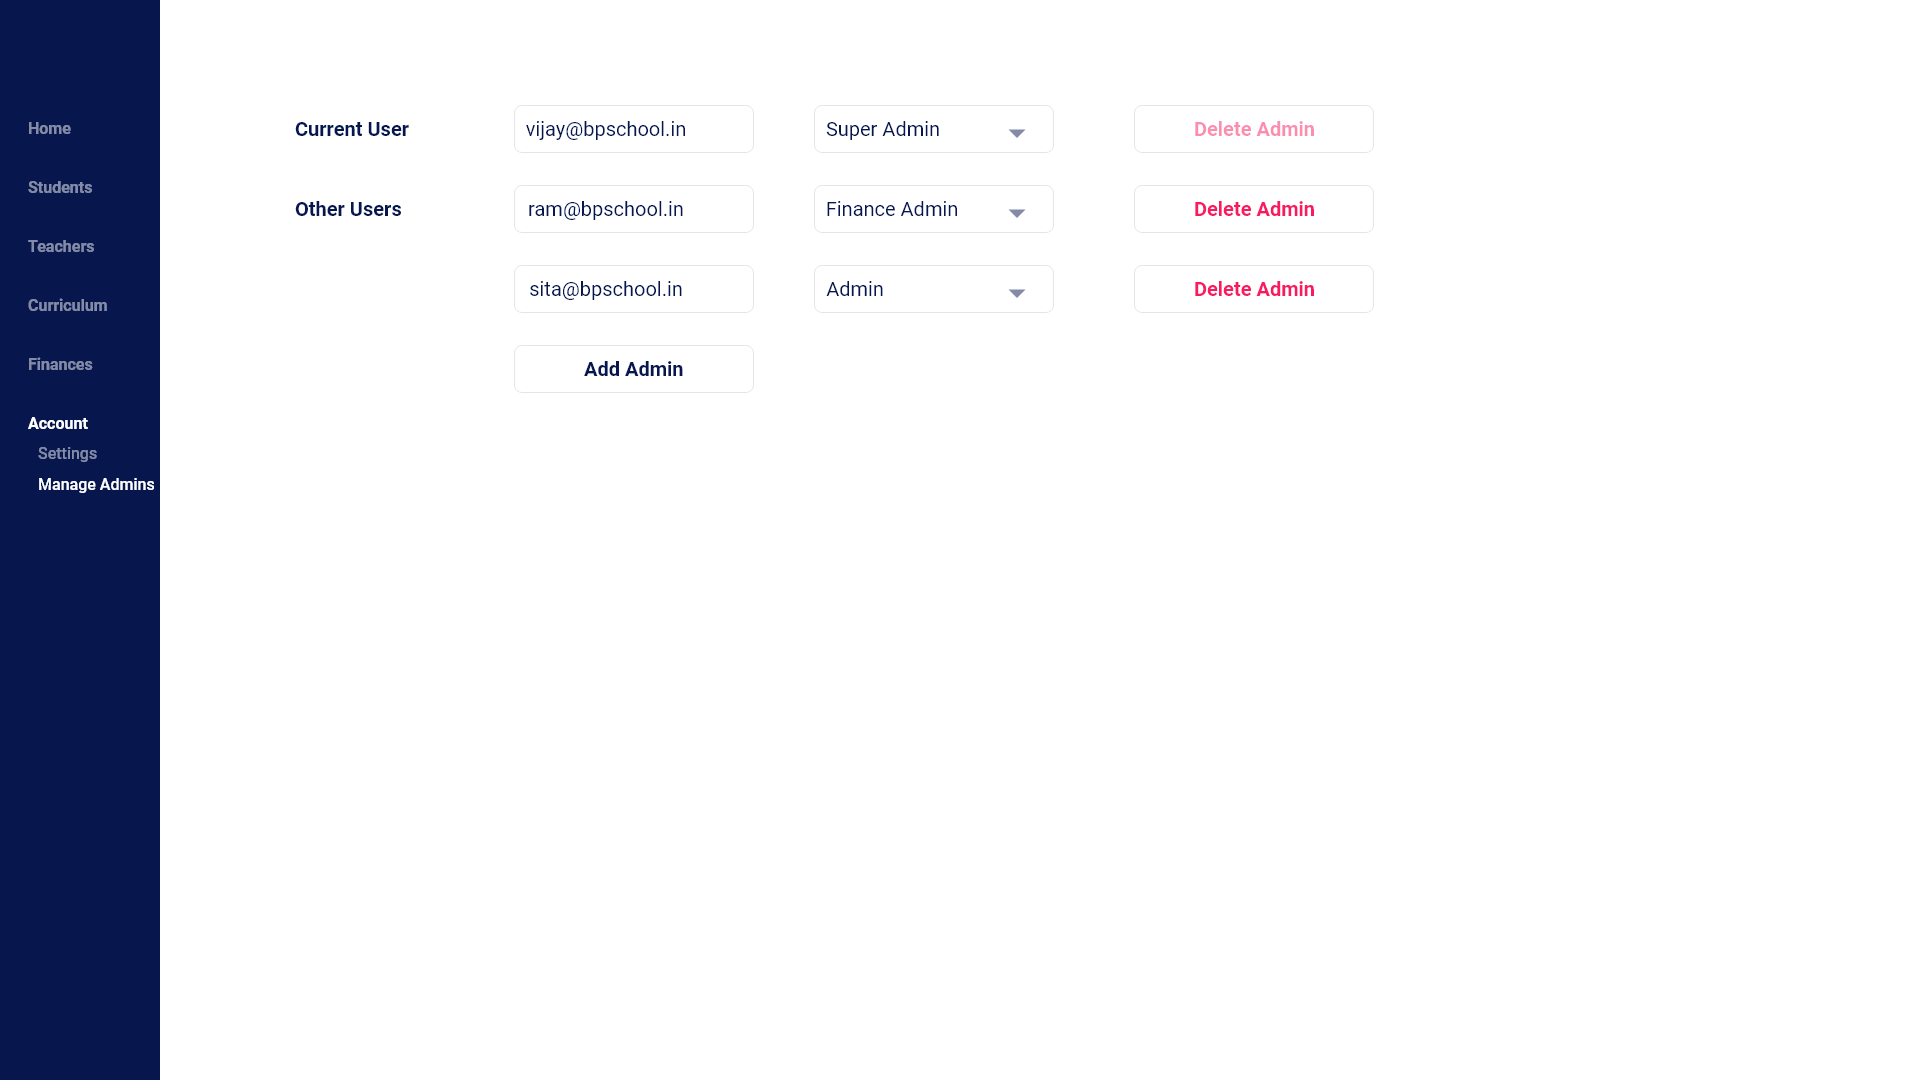 Home
Students
Teachers
Curriculum
Finances
Account
Settings
Manage Admins
Current User vijay@bpschool.in Super Admin Delete Admin
Other Users ram@bpschool.in Finance Admin Delete Admin
sita@bpschool.in Admin Delete Admin
Add Admin